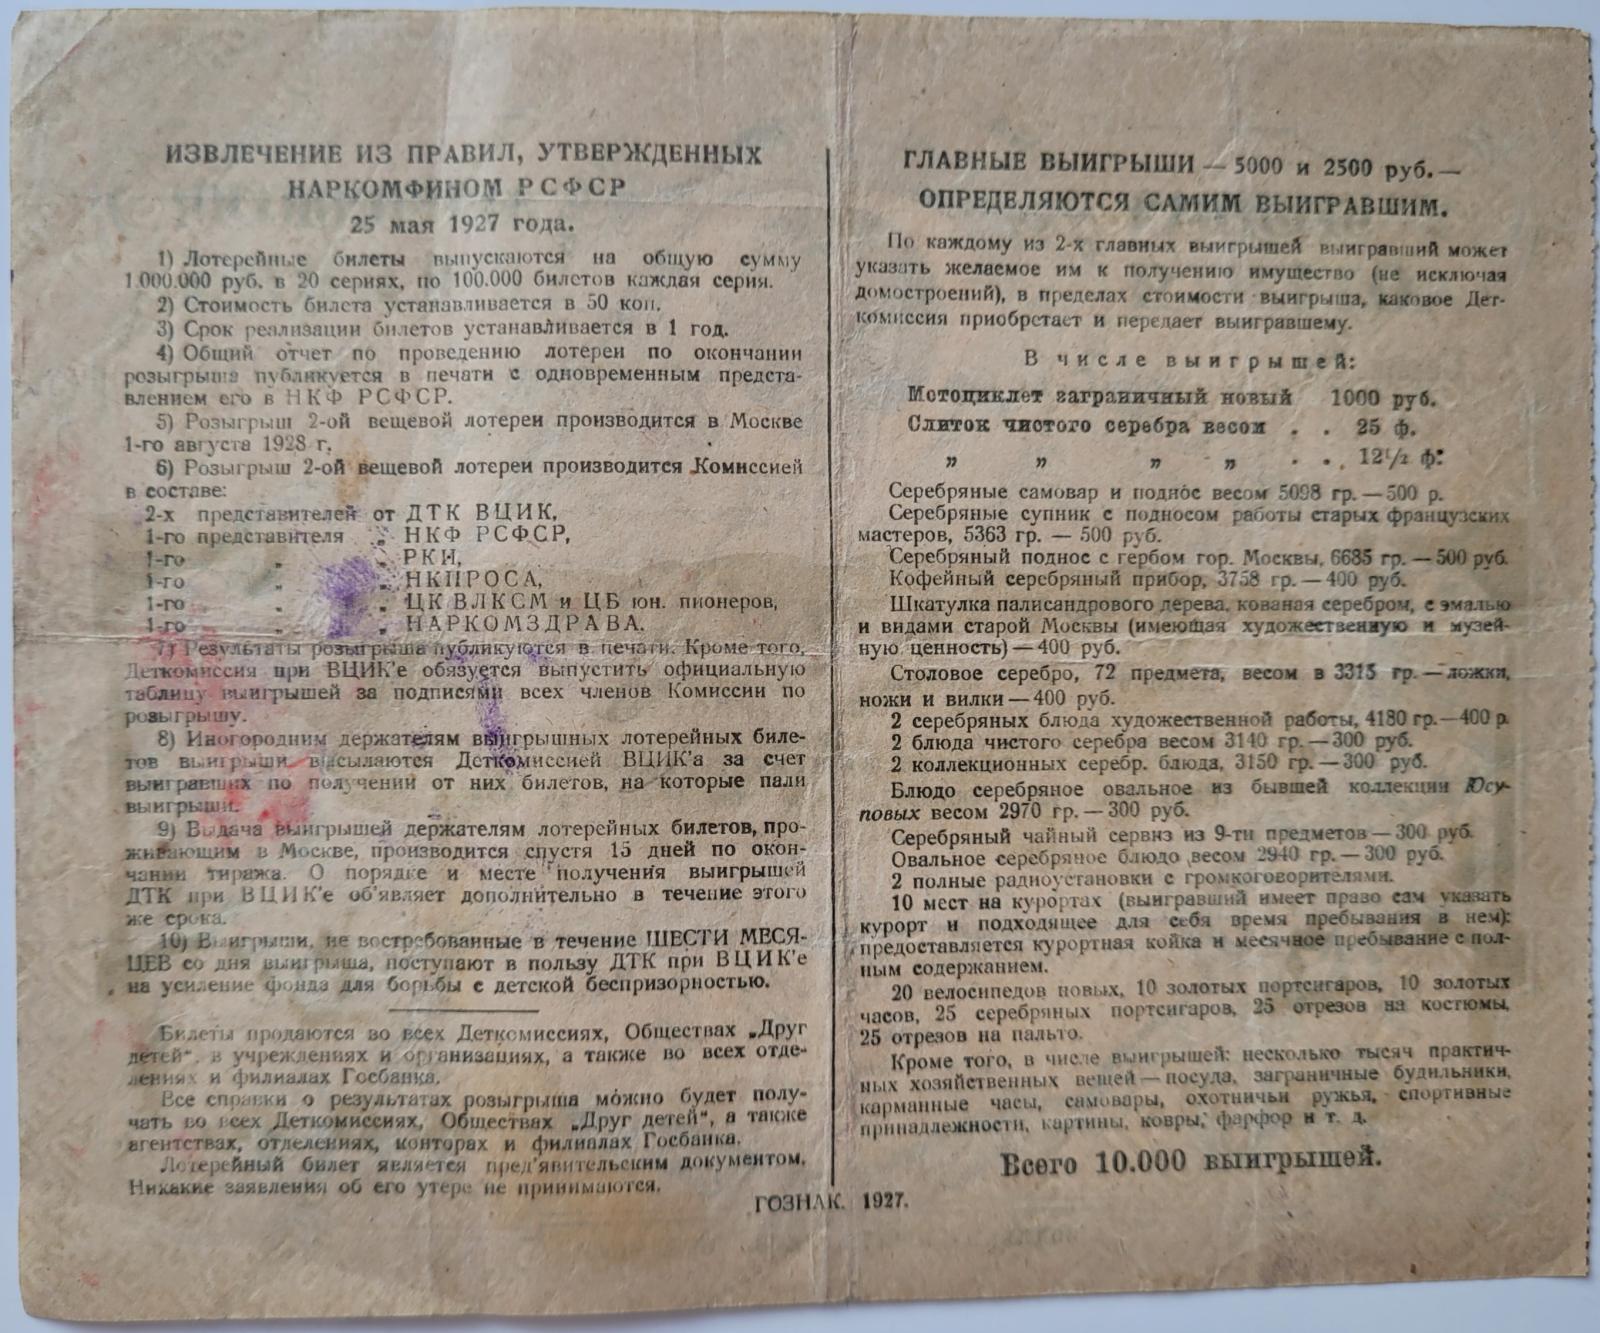 ИЗВЛЕЧЕНИЕ ИЗ ПРАВИЛ, УТВЕРЖДЕННЫХ
НАРКОМФИНОМ РСФСР
25 мая 1927 года.
1) Лотерейные билеты выпускаются на общую сумму
1.000.000 руб. в 20 сериях, по 100.000 билетов каждая серия.
2) Стоимость билета устанавливается в 50 коп.
3) Срок реализации билетов устанавливается в 1 год.
4) Общий отчет по проведению лотереи по окончании
розыгрыша публикуется в печати с одновременным предста-
влением его в НКФ РСФСР.
5) Розыгрыш 2-ой вещевой лотереи производится в Москве
1-го августа 1928 г.
6) Розыгрыш 2-ой вещевой лотереи производится Комиссией
в составе:
2-х представителей от ДТК ВЦИК,
1-го представителя „ НКФ РСФСР,
1-го „ „ РКИ,
1-го „ „ НКПРОСА,
1-го „ „ ЦК ВЛКСМ и ЦБ юн. пионеров,
1-го „ „ НАРКОМЗДРАВА.
7) Результаты розыгрыша публикуются в печати. Кроме того,
Деткомиссия при ВЦИК'е обязуется выпустить официальную
таблицу выигрышей за подписями всех членов Комиссии по
розыгрышу.
8) Иногородним держателям выигрышных лотерейных биле-
тов выигрыши высылаются Деткомиссией ВЦИК'а за счет
выигравших по получении от них билетов, на которые пали
выигрыши.
9) Выдача выигрышей держателям лотерейных билетов, про-
живающим в Москве, производится спустя 15 дней по окон-
чании тиража. О порядке и месте получения выигрышей
ДТК при ВЦИК'е об'являет дополнительно в течение этого
же срока.
10) Выигрыши, не востребованные в течение ШЕСТИ МЕСЯ-
ЦЕВ со дня выигрыша, поступают в пользу ДТК при ВЦИК'е
на усиление фонда для борьбы с детской беспризорностью.
Билеты продаются во всех Деткомиссиях, Обществах „Друг
детей“, в учреждениях и организациях, а также во всех отде-
лениях и филиалах Госбанка.
Все справки о результатах розыгрыша можно будет полу-
чать во всех Деткомиссиях, Обществах „Друг детей“, а также
агентствах, отделениях, конторах и филиалах Госбанка.
Лотерейный билет является пред'явительским документом.
Никакие заявления об его утере не принимаются.
ГЛАВНЫЕ ВЫИГРЫШИ — 5000 и 2500 руб. —
ОПРЕДЕЛЯЮТСЯ САМИМ ВЫИГРАВШИМ.
По каждому из 2-х главных выигрышей выигравший может
указать желаемое им к получению имущество (не исключая
домостроений), в пределах стоимости выигрыша, каковое Дет-
комиссия приобретает и передает выигравшему.
В числе выигрышей:
Мотоциклет заграничный новый 1000 руб.
Слиток чистого серебра весом . . 25 ф.
„ „ „ „ . . 12½ ф.
Серебряные самовар и поднос весом 5098 гр. — 500 р.
Серебряные супник с подносом работы старых французских
мастеров, 5363 гр. — 500 руб.
Серебряный поднос с гербом гор. Москвы, 6685 гр. — 500 руб.
Кофейный серебряный прибор, 3758 гр. — 400 руб.
Шкатулка палисандрового дерева, кованая серебром, с эмалью
и видами старой Москвы (имеющая художественную и музей-
ную ценность) — 400 руб.
Столовое серебро, 72 предмета, весом в 3315 гр. — ложки,
ножи и вилки — 400 руб.
2 серебряных блюда художественной работы, 4180 гр. — 400 р.
2 блюда чистого серебра весом 3140 гр. — 300 руб.
2 коллекционных серебр. блюда, 3150 гр. — 300 руб.
Блюдо серебряное овальное из бывшей коллекции Юсу-
повых весом 2970 гр. — 300 руб.
Серебряный чайный сервиз из 9-ти предметов — 300 руб.
Овальное серебряное блюдо весом 2940 гр. — 300 руб.
2 полные радиоустановки с громкоговорителями.
10 мест на курортах (выигравший имеет право сам указать
курорт и подходящее для себя время пребывания в нем):
предоставляется курортная койка и месячное пребывание с пол-
ным содержанием.
20 велосипедов новых, 10 золотых портсигаров, 10 золотых
часов, 25 серебряных портсигаров, 25 отрезов на костюмы,
25 отрезов на пальто.
Кроме того, в числе выигрышей: несколько тысяч практич-
ных хозяйственных вещей — посуда, заграничные будильники,
карманные часы, самовары, охотничьи ружья, спортивные
принадлежности, картины, ковры, фарфор и т. д.
Всего 10.000 выигрышей.
ГОЗНАК. 1927.